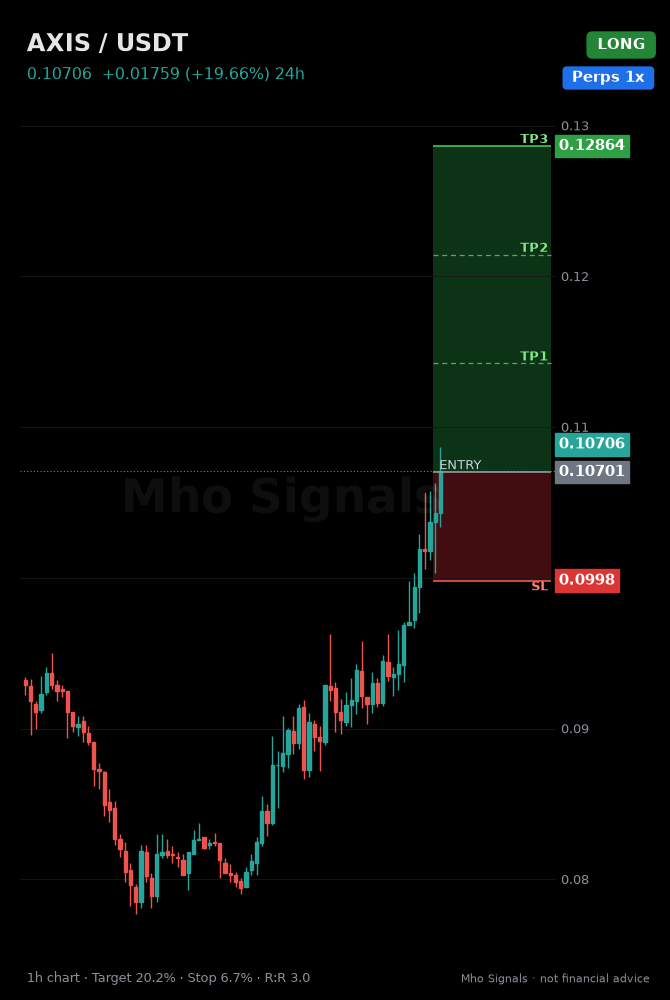 AXIS / USDT
LONG
0.10706 +0.01759 (+19.66%) 24h
Perps 1x
0.13
TP3
0.12864
TP2
0.12
TP1
0.11
0.10706
ENTRY
0.10701
Mho Signals
0.0998
SL
0.09
0.08
1h chart · Target 20.2% · Stop 6.7% · R:R 3.0
Mho Signals · not financial advice